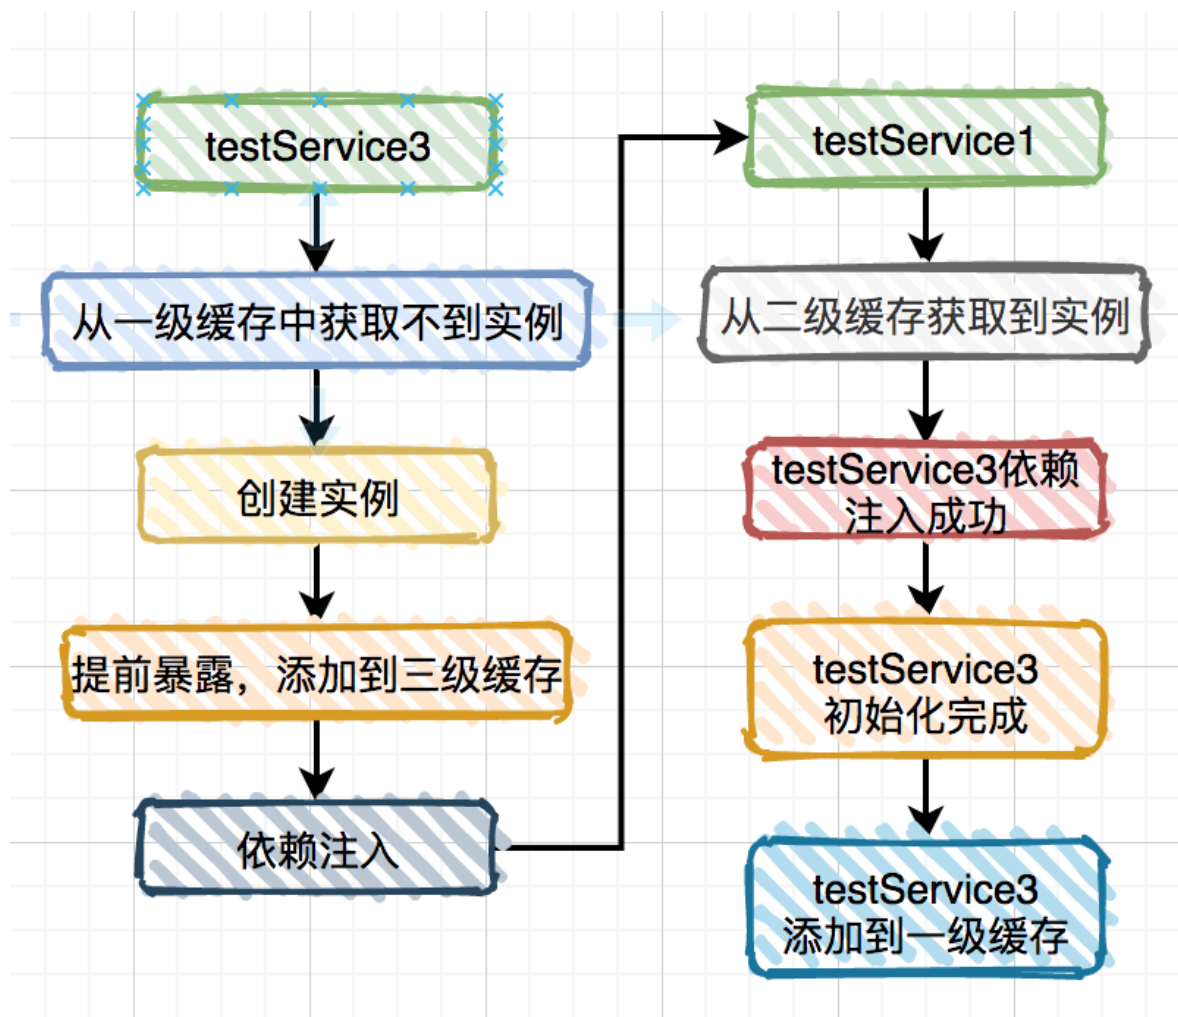 testService3
从一级缓存中获取不到实例
创建实例
提前暴露，添加到三级缓存
依赖注入
testService1
从二级缓存获取到实例
testService3依赖
注入成功
testService3
初始化完成
testService3
添加到一级缓存